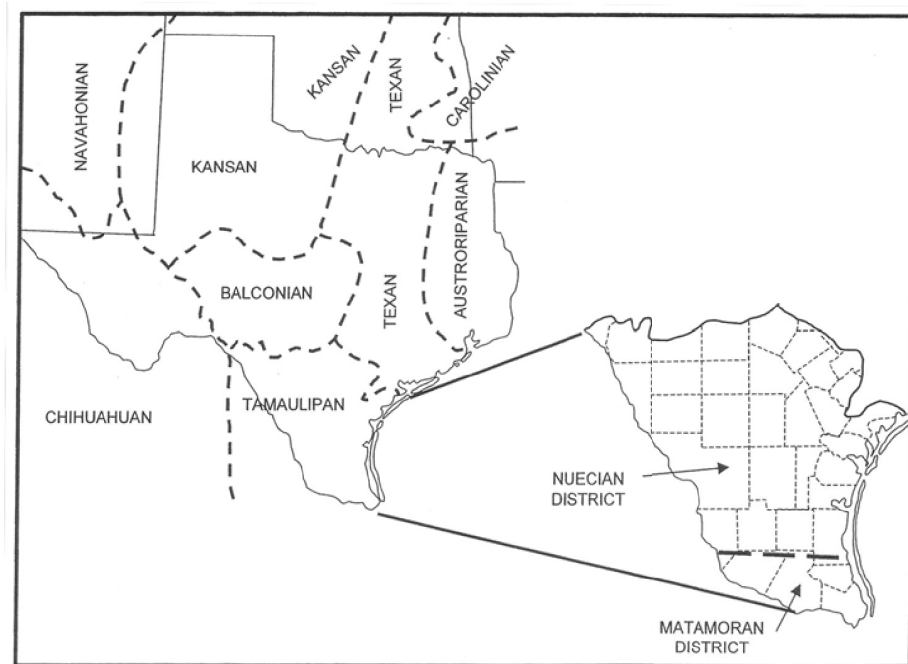 NAVAHONIAN
KANSAN
TEXAN
CAROLINIAN
KANSAN
AUSTRORIPARIAN
BALCONIAN
TEXAN
CHIHUAHUAN
TAMAULIPAN
NUECIAN
DISTRICT
MATAMORAN
DISTRICT